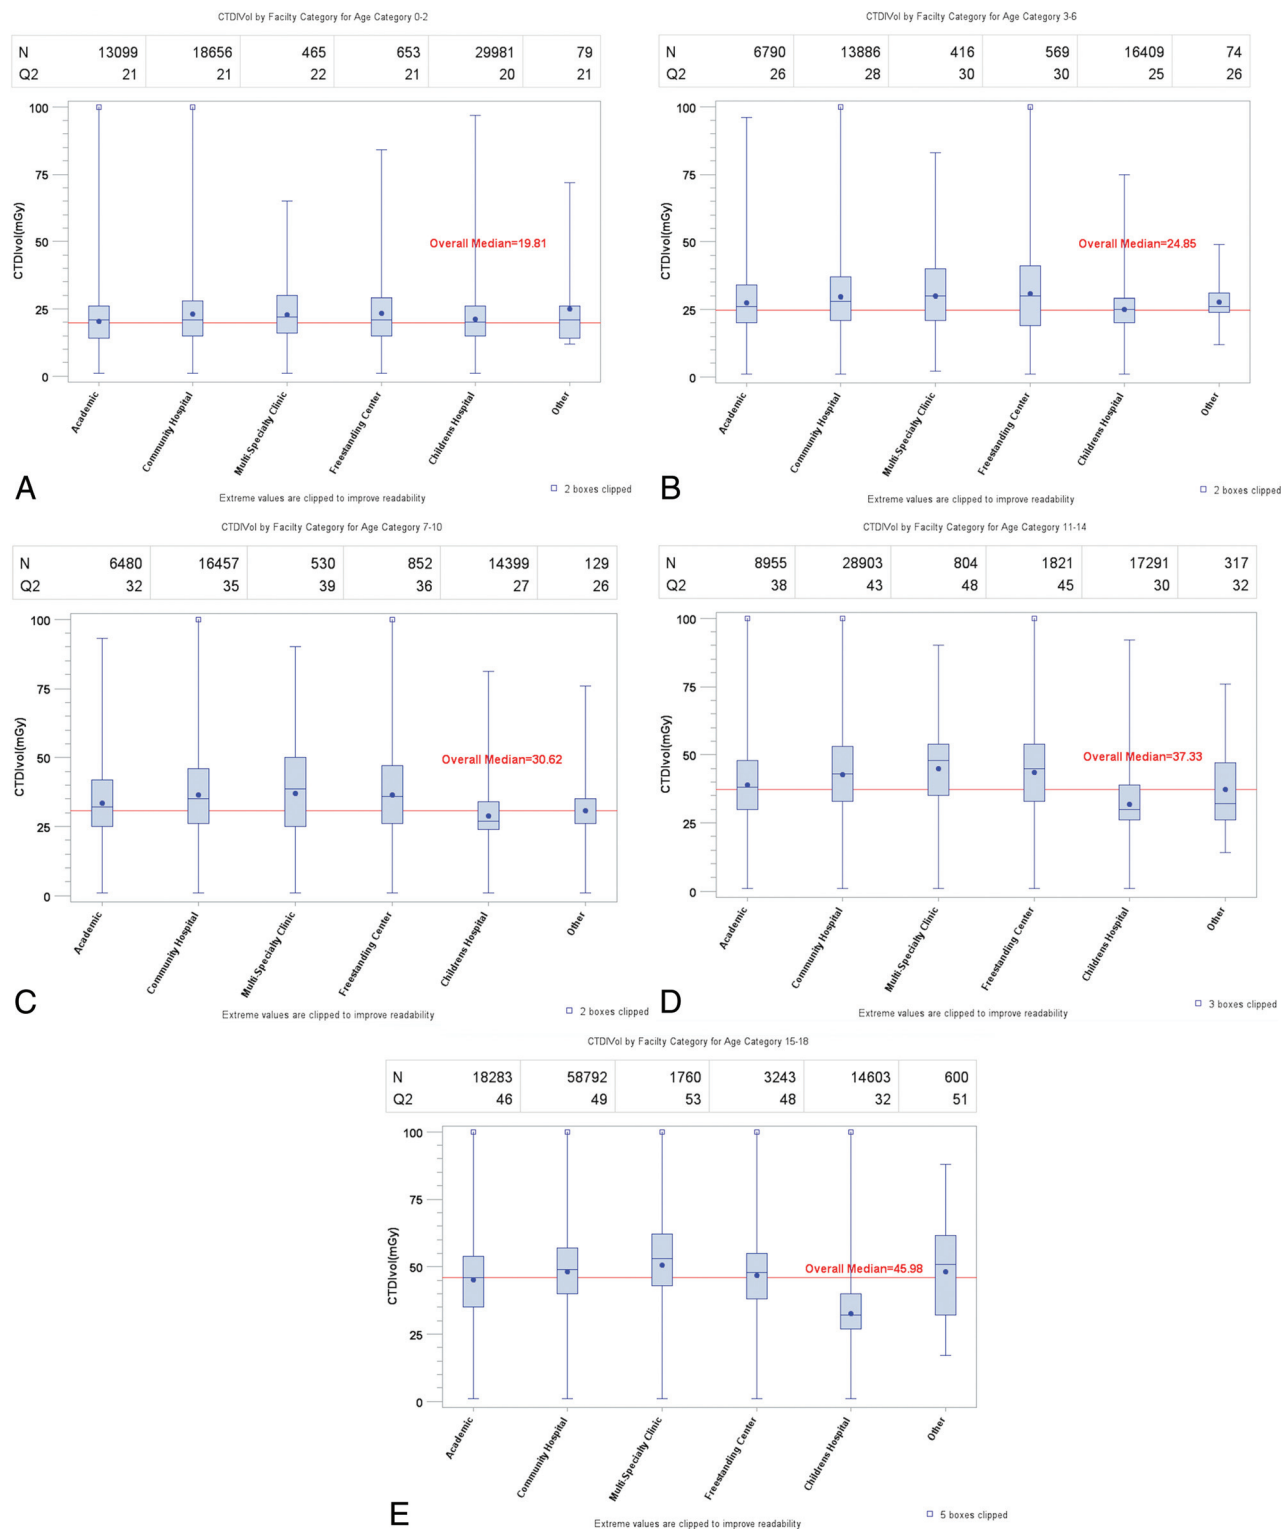 CTDIVol by Facilty Category for Age Category 0-2
N 13099 18656 465 653 29981 79
Q2 21 21 22 21 20 21
CTDIvol(mGy)
100
75
50
25
0
Overall Median=19.81
Academic
Community Hospital
Multi-Specialty Clinic
Freestanding Center
Childrens Hospital
Other
A
Extreme values are clipped to improve readability
2 boxes clipped
CTDIVol by Facilty Category for Age Category 3-6
N 6790 13886 416 569 16409 74
Q2 26 28 30 30 25 26
CTDIvol(mGy)
100
75
50
25
0
Overall Median=24.85
Academic
Community Hospital
Multi-Specialty Clinic
Freestanding Center
Childrens Hospital
Other
B
Extreme values are clipped to improve readability
2 boxes clipped
CTDIVol by Facilty Category for Age Category 7-10
N 6480 16457 530 852 14399 129
Q2 32 35 39 36 27 26
CTDIvol(mGy)
100
75
50
25
0
Overall Median=30.62
Academic
Community Hospital
Multi-Specialty Clinic
Freestanding Center
Childrens Hospital
Other
C
Extreme values are clipped to improve readability
2 boxes clipped
CTDIVol by Facilty Category for Age Category 11-14
N 8955 28903 804 1821 17291 317
Q2 38 43 48 45 30 32
CTDIvol(mGy)
100
75
50
25
0
Overall Median=37.33
Academic
Community Hospital
Multi-Specialty Clinic
Freestanding Center
Childrens Hospital
Other
D
Extreme values are clipped to improve readability
3 boxes clipped
CTDIVol by Facilty Category for Age Category 15-18
N 18283 58792 1760 3243 14603 600
Q2 46 49 53 48 32 51
CTDIvol(mGy)
100
75
50
25
0
Overall Median=45.98
Academic
Community Hospital
Multi-Specialty Clinic
Freestanding Center
Childrens Hospital
Other
E
Extreme values are clipped to improve readability
5 boxes clipped